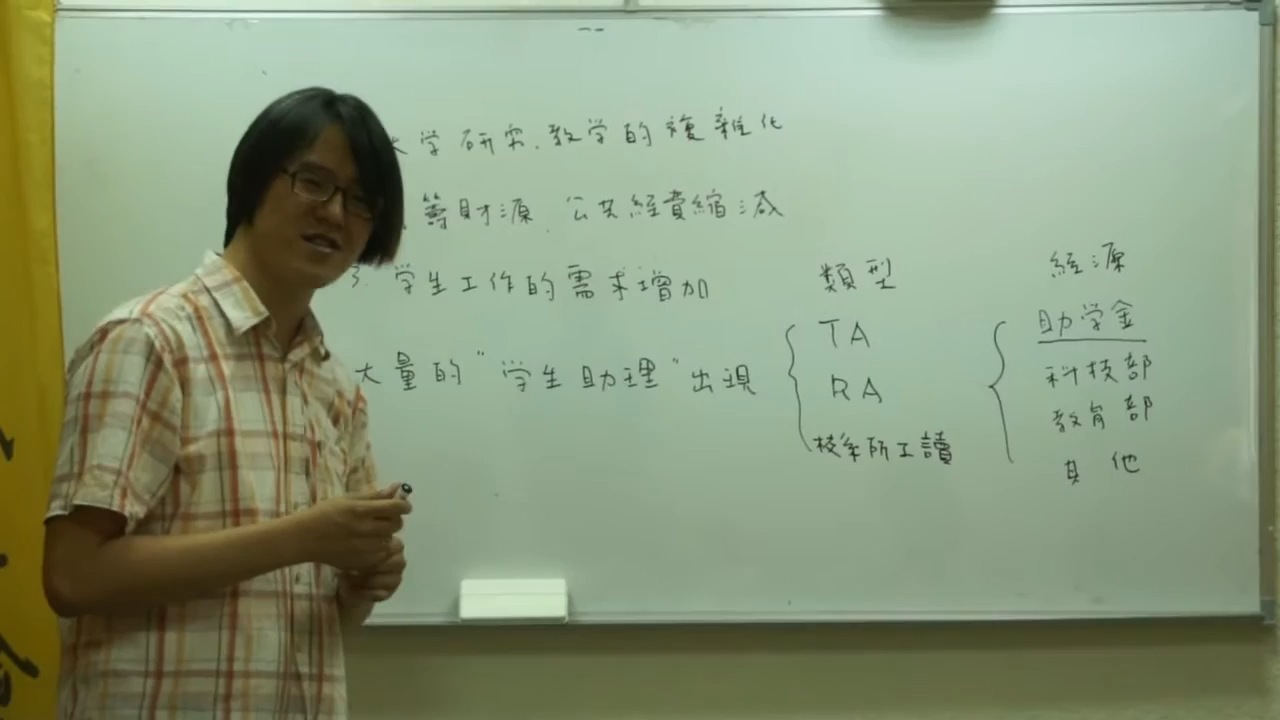 大学研究、教学的複雜化
籌財源、公共経費縮減
3. 学生工作的需求增加
大量的"学生助理"出現
類型
TA
RA
校系所工讀
経源
助学金
科技部
教育部
其他